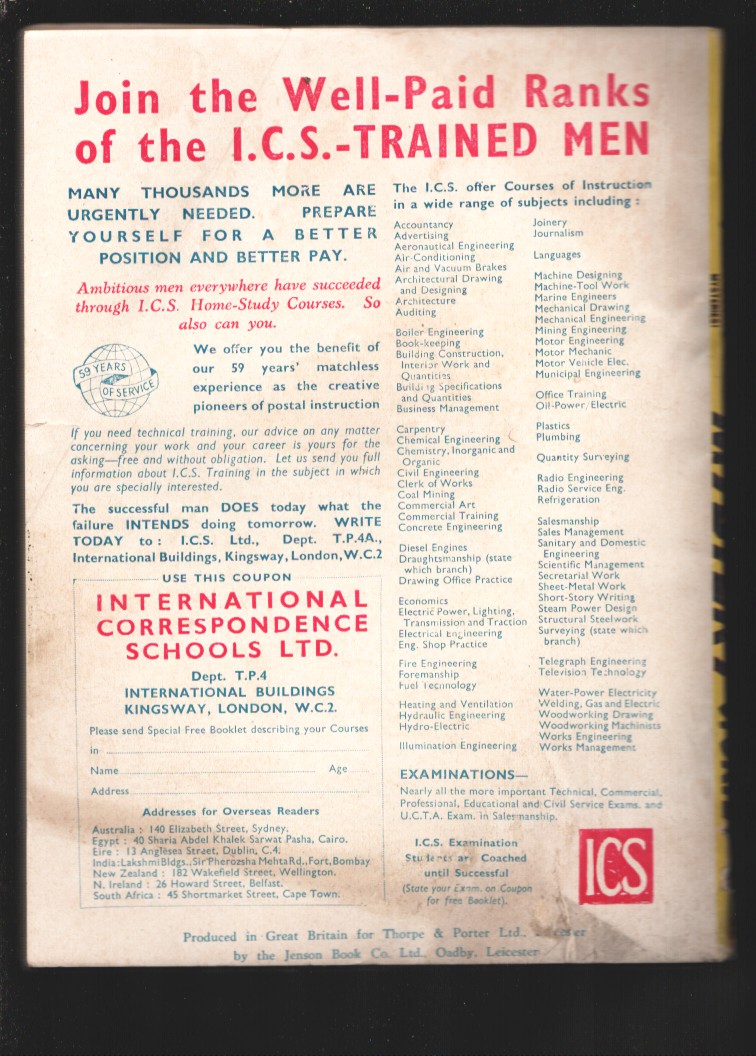 Join the Well-Paid Ranks
of the I.C.S.-TRAINED MEN
MANY THOUSANDS MORE ARE
URGENTLY NEEDED. PREPARE
YOURSELF FOR A BETTER
POSITION AND BETTER PAY.
Ambitious men everywhere have succeeded
through I.C.S. Home-Study Courses. So
also can you.
59 YEARS
OF SERVICE
We offer you the benefit of
our 59 years' matchless
experience as the creative
pioneers of postal instruction
If you need technical training, our advice on any matter
concerning your work and your career is yours for the
asking—free and without obligation. Let us send you full
information about I.C.S. Training in the subject in which
you are specially interested.
The successful man DOES today what the
failure INTENDS doing tomorrow. WRITE
TODAY to: I.C.S. Ltd., Dept. T.P.4A.,
International Buildings, Kingsway, London, W.C.2
USE THIS COUPON
INTERNATIONAL
CORRESPONDENCE
SCHOOLS LTD.
Dept. T.P.4
INTERNATIONAL BUILDINGS
KINGSWAY, LONDON, W.C.2.
Please send Special Free Booklet describing your Courses
in
Name Age
Address
Addresses for Overseas Readers
Australia : 140 Elizabeth Street, Sydney.
Egypt : 40 Sharia Abdel Khalek Sarwat Pasha, Cairo.
Eire : 13 Anglesea Street, Dublin, C.4.
India: Lakshmi Bldgs., Sir Pherozsha Mehta Rd., Fort, Bombay
New Zealand : 182 Wakefield Street, Wellington.
N. Ireland : 26 Howard Street, Belfast.
South Africa : 45 Shortmarket Street, Cape Town.
The I.C.S. offer Courses of Instruction
in a wide range of subjects including :
Accountancy
Advertising
Aeronautical Engineering
Air-Conditioning
Air and Vacuum Brakes
Architectural Drawing
and Designing
Architecture
Auditing
Boiler Engineering
Book-keeping
Building Construction,
Interior Work and
Quantities
Building Specifications
and Quantities
Business Management
Carpentry
Chemical Engineering
Chemistry, Inorganic and
Organic
Civil Engineering
Clerk of Works
Coal Mining
Commercial Art
Commercial Training
Concrete Engineering
Diesel Engines
Draughtsmanship (state
which branch)
Drawing Office Practice
Economics
Electric Power, Lighting,
Transmission and Traction
Electrical Engineering
Eng. Shop Practice
Fire Engineering
Foremanship
Fuel Technology
Heating and Ventilation
Hydraulic Engineering
Hydro-Electric
Illumination Engineering
Joinery
Journalism
Languages
Machine Designing
Machine-Tool Work
Marine Engineers
Mechanical Drawing
Mechanical Engineering
Mining Engineering
Motor Engineering
Motor Mechanic
Motor Vehicle Elec.
Municipal Engineering
Office Training
Oil-Power, Electric
Plastics
Plumbing
Quantity Surveying
Radio Engineering
Radio Service Eng.
Refrigeration
Salesmanship
Sales Management
Sanitary and Domestic
Engineering
Scientific Management
Secretarial Work
Sheet-Metal Work
Short-Story Writing
Steam Power Design
Structural Steelwork
Surveying (state which
branch)
Telegraph Engineering
Television Technology
Water-Power Electricity
Welding, Gas and Electric
Woodworking Drawing
Woodworking Machinists
Works Engineering
Works Management
EXAMINATIONS—
Nearly all the more important Technical, Commercial,
Professional, Educational and Civil Service Exams. and
U.C.T.A. Exam. in Salesmanship.
I.C.S. Examination
Students are Coached
until Successful
(State your Exam. on Coupon
for free Booklet).
ICS
Produced in Great Britain for Thorpe & Porter Ltd.,
by the Jenson Book Co. Ltd., Oadby, Leicester